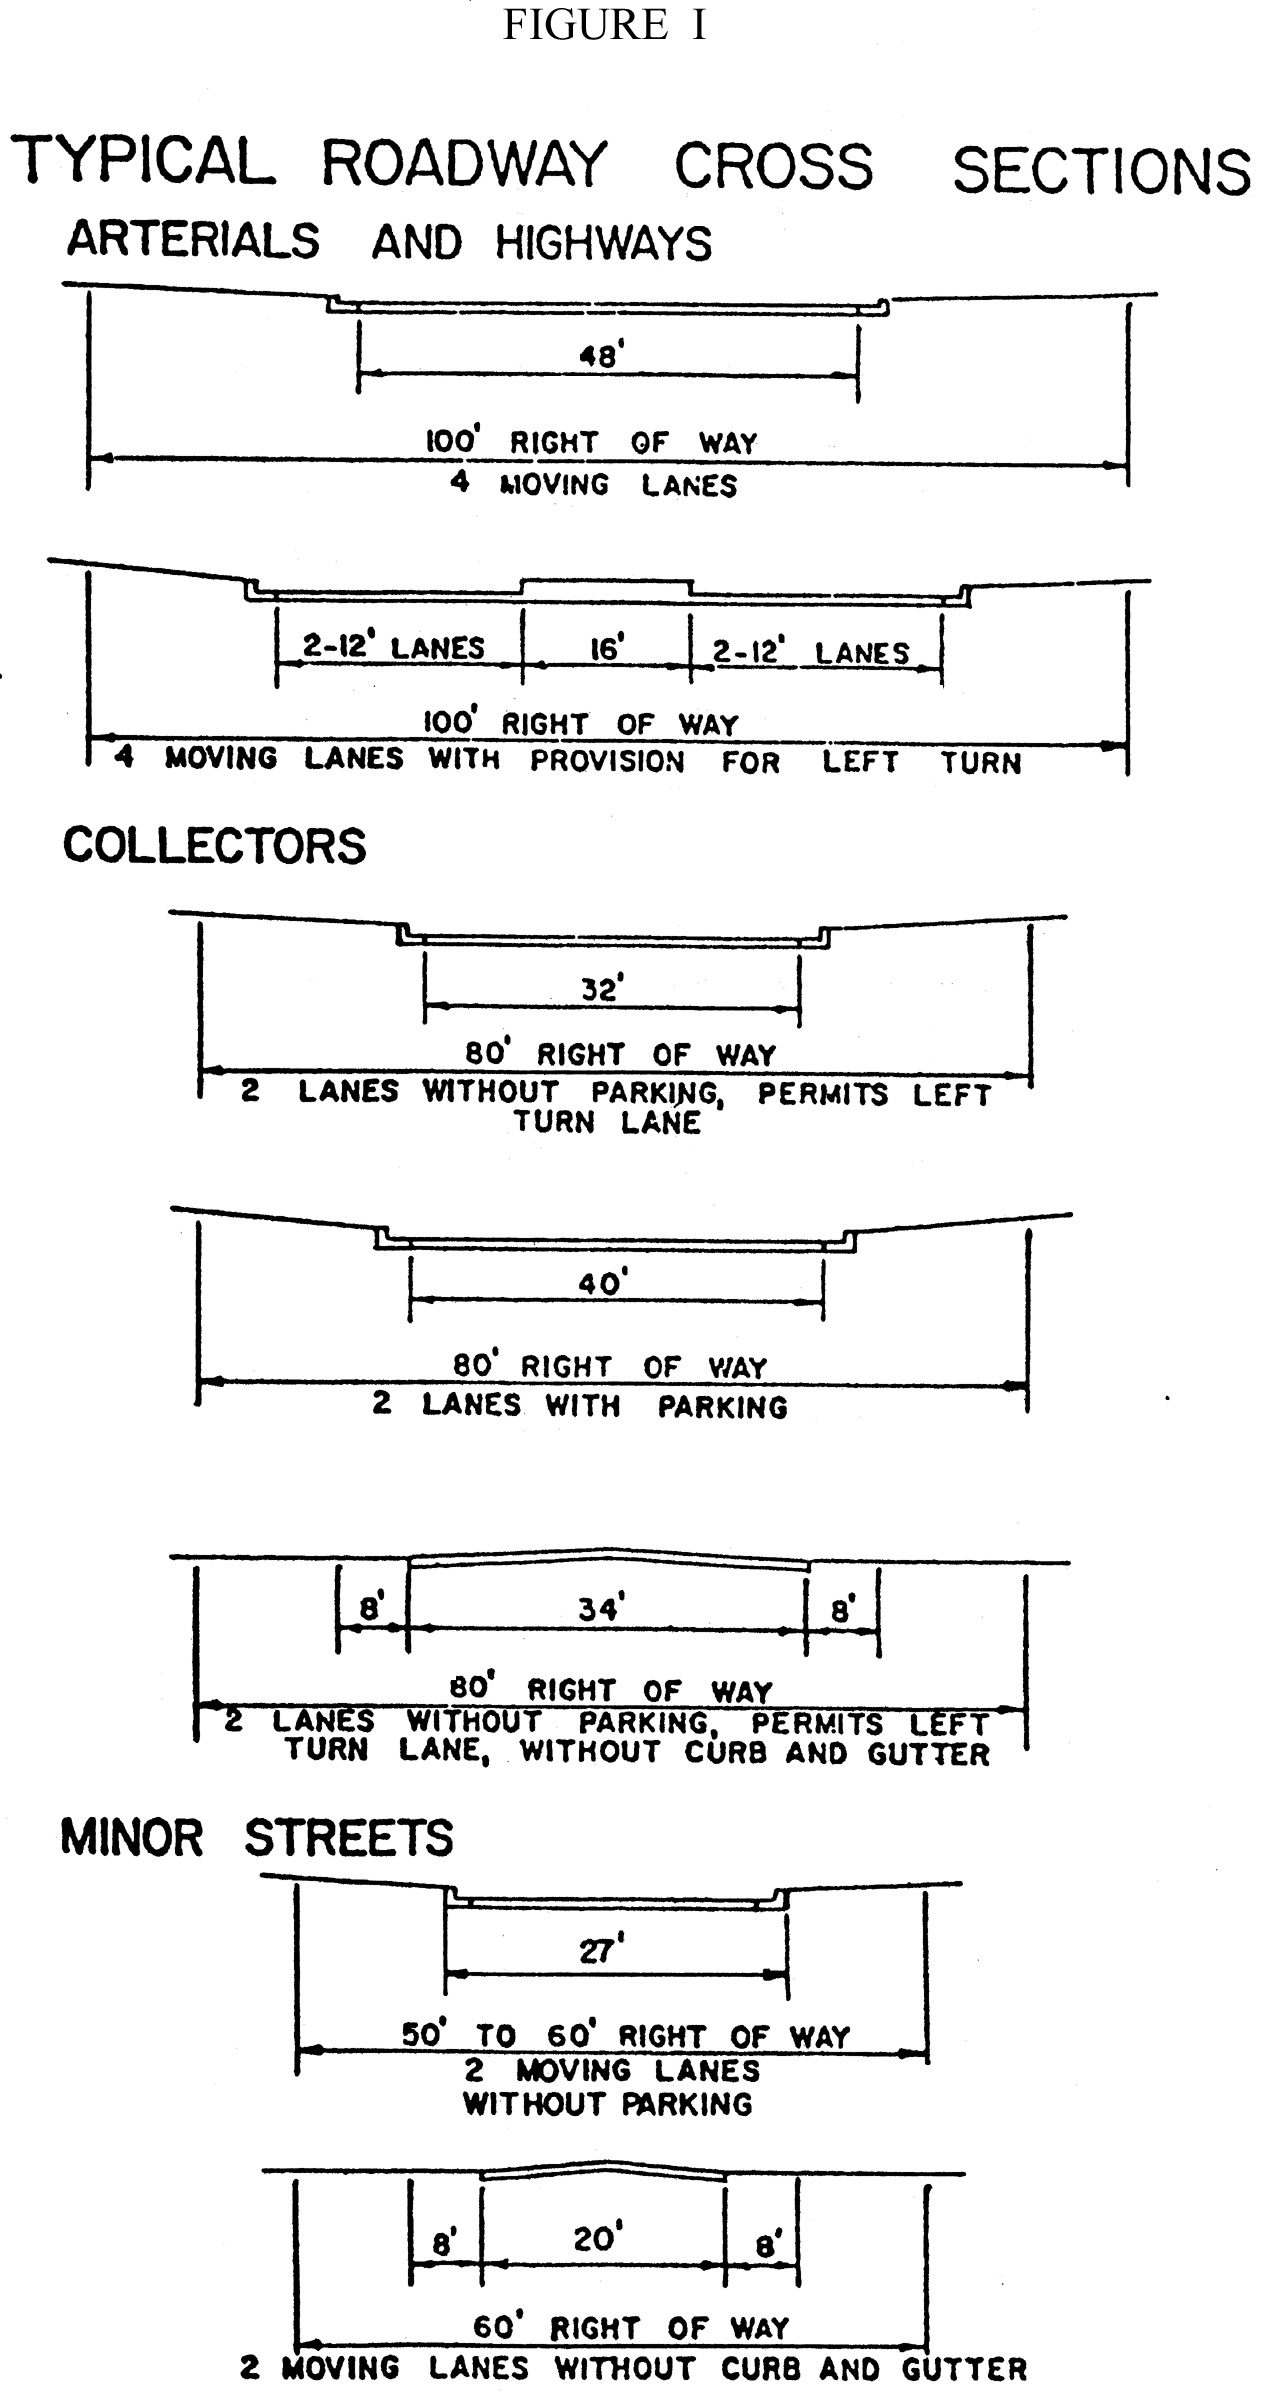 FIGURE I
TYPICAL ROADWAY CROSS SECTIONS
ARTERIALS AND HIGHWAYS
48'
100' RIGHT OF WAY
4 MOVING LANES
2-12' LANES 16' 2-12' LANES
100' RIGHT OF WAY
4 MOVING LANES WITH PROVISION FOR LEFT TURN
COLLECTORS
32'
80' RIGHT OF WAY
2 LANES WITHOUT PARKING, PERMITS LEFT
TURN LANE
40'
80' RIGHT OF WAY
2 LANES WITH PARKING
8' 34' 8'
80' RIGHT OF WAY
2 LANES WITHOUT PARKING, PERMITS LEFT
TURN LANE, WITHOUT CURB AND GUTTER
MINOR STREETS
27'
50' TO 60' RIGHT OF WAY
2 MOVING LANES
WITHOUT PARKING
8' 20' 8'
60' RIGHT OF WAY
2 MOVING LANES WITHOUT CURB AND GUTTER